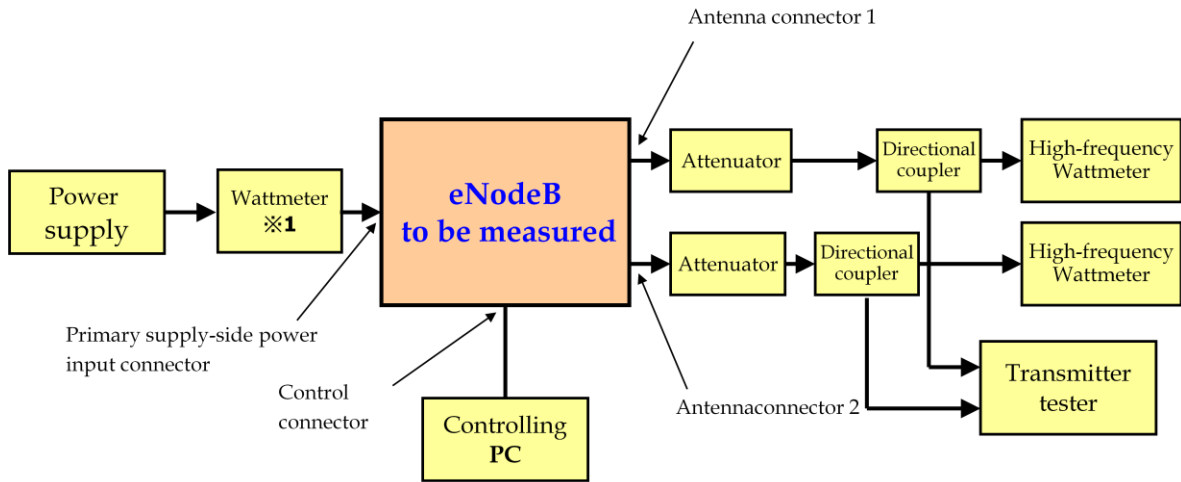 Antenna connector 1
Power
supply
Wattmeter
※1
eNodeB
to be measured
Attenuator
Directional
coupler
High-frequency
Wattmeter
Attenuator
Directional
coupler
High-frequency
Wattmeter
Primary supply-side power
input connector
Control
connector
Controlling
PC
Antennaconnector 2
Transmitter
tester